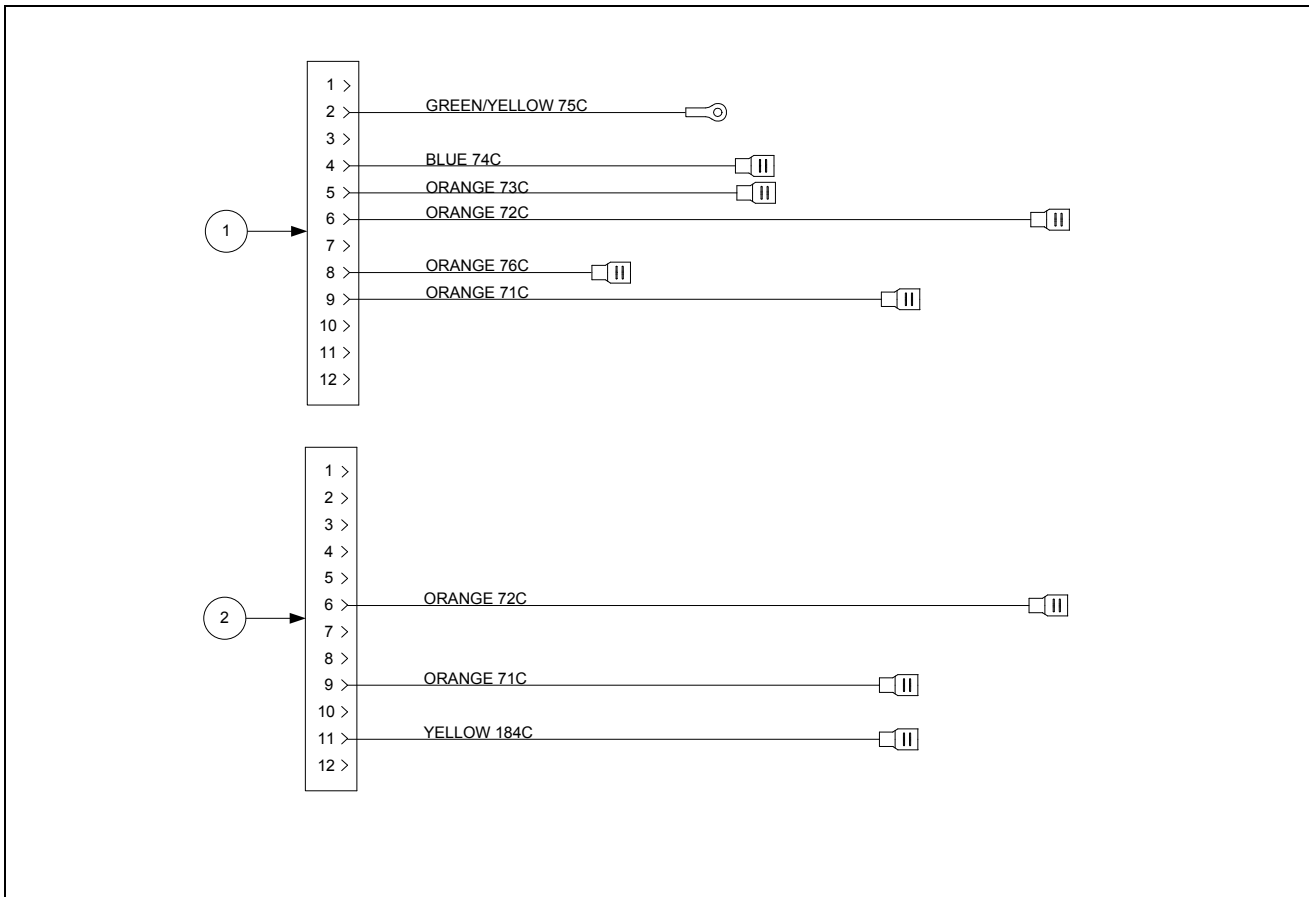 1
2 GREEN/YELLOW 75C
3
4 BLUE 74C
5 ORANGE 73C
6 ORANGE 72C
1
7
8 ORANGE 76C
9 ORANGE 71C
10
11
12
1
2
3
4
5
6 ORANGE 72C
2
7
8
9 ORANGE 71C
10
11 YELLOW 184C
12